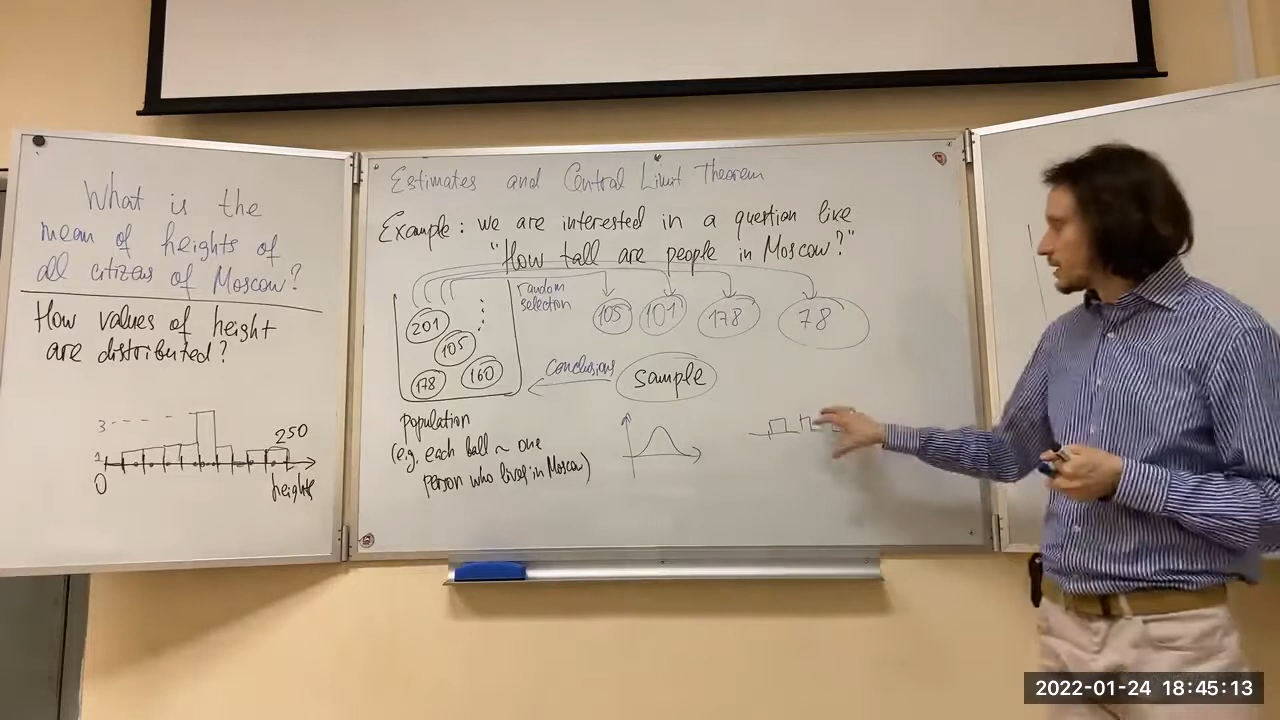 What is the
mean of heights of
all citizens of Moscow?
How values of height
are distributed?
3
250
1
0
heights
Estimates and Central Limit Theorem
Example: we are interested in a question like
"How tall are people in Moscow?"
random
selection
201
105
178
160
105
101
178
78
conclusions
sample
population
(e.g. each ball ~ one
person who lives in Moscow)
2022-01-24 18:45:13